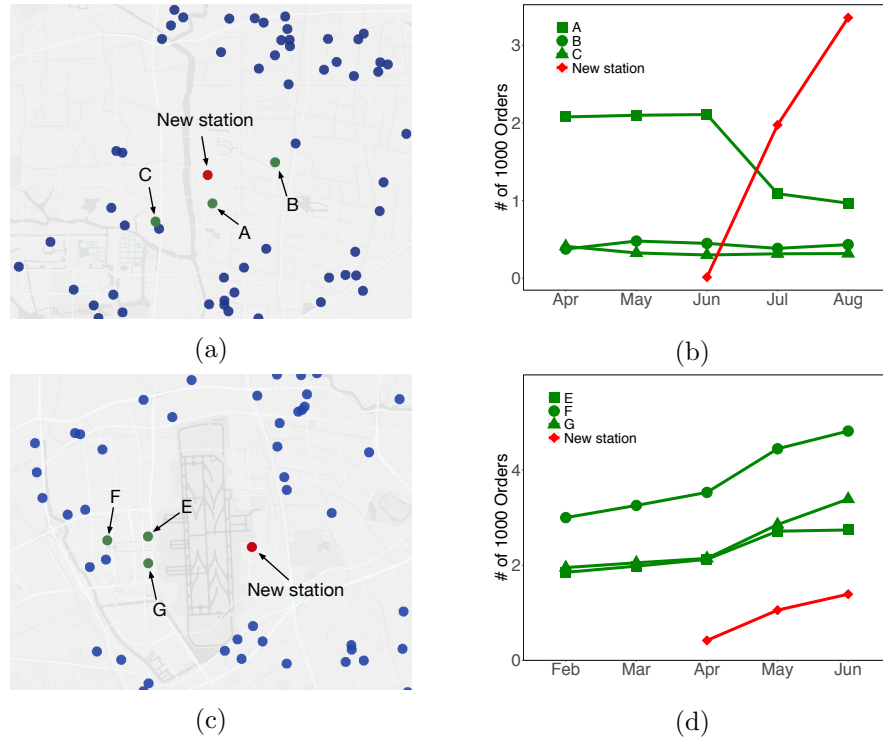 New station
C
B
A
(a)
# of 1000 Orders
A
B
C
New station
3
2
1
0
Apr May Jun Jul Aug
(b)
F
E
G
New station
(c)
# of 1000 Orders
E
F
G
New station
4
2
0
Feb Mar Apr May Jun
(d)